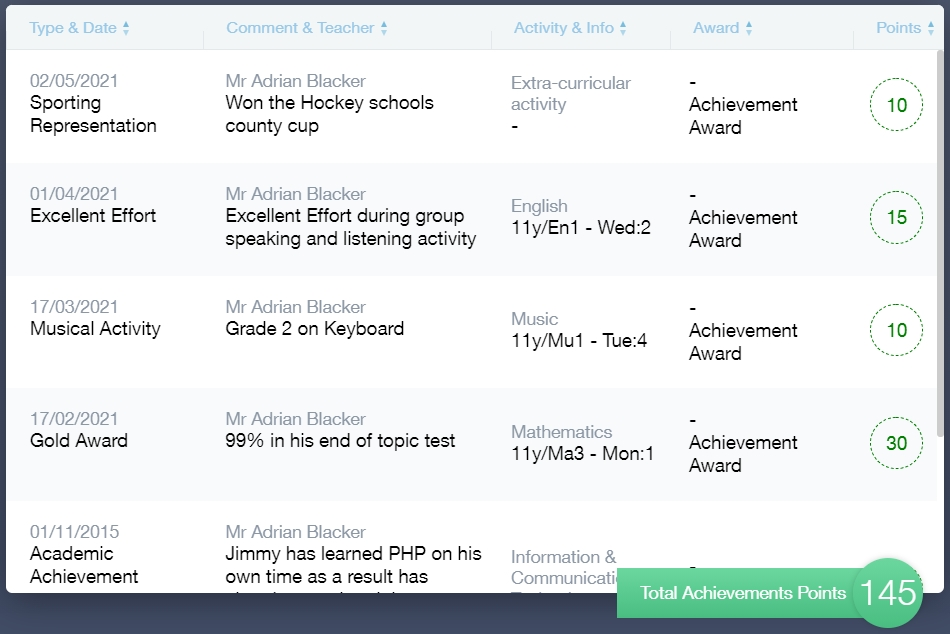 Type & Date Comment & Teacher Activity & Info Award Points
02/05/2021
Sporting
Representation
Mr Adrian Blacker
Won the Hockey schools
county cup
Extra-curricular
activity
-
-
Achievement
Award
10
01/04/2021
Excellent Effort
Mr Adrian Blacker
Excellent Effort during group
speaking and listening activity
English
11y/En1 - Wed:2
-
Achievement
Award
15
17/03/2021
Musical Activity
Mr Adrian Blacker
Grade 2 on Keyboard
Music
11y/Mu1 - Tue:4
-
Achievement
Award
10
17/02/2021
Gold Award
Mr Adrian Blacker
99% in his end of topic test
Mathematics
11y/Ma3 - Mon:1
-
Achievement
Award
30
01/11/2015
Academic
Achievement
Mr Adrian Blacker
Jimmy has learned PHP on his
own time as a result has
Information &
Communicati
-
Total Achievements Points 145